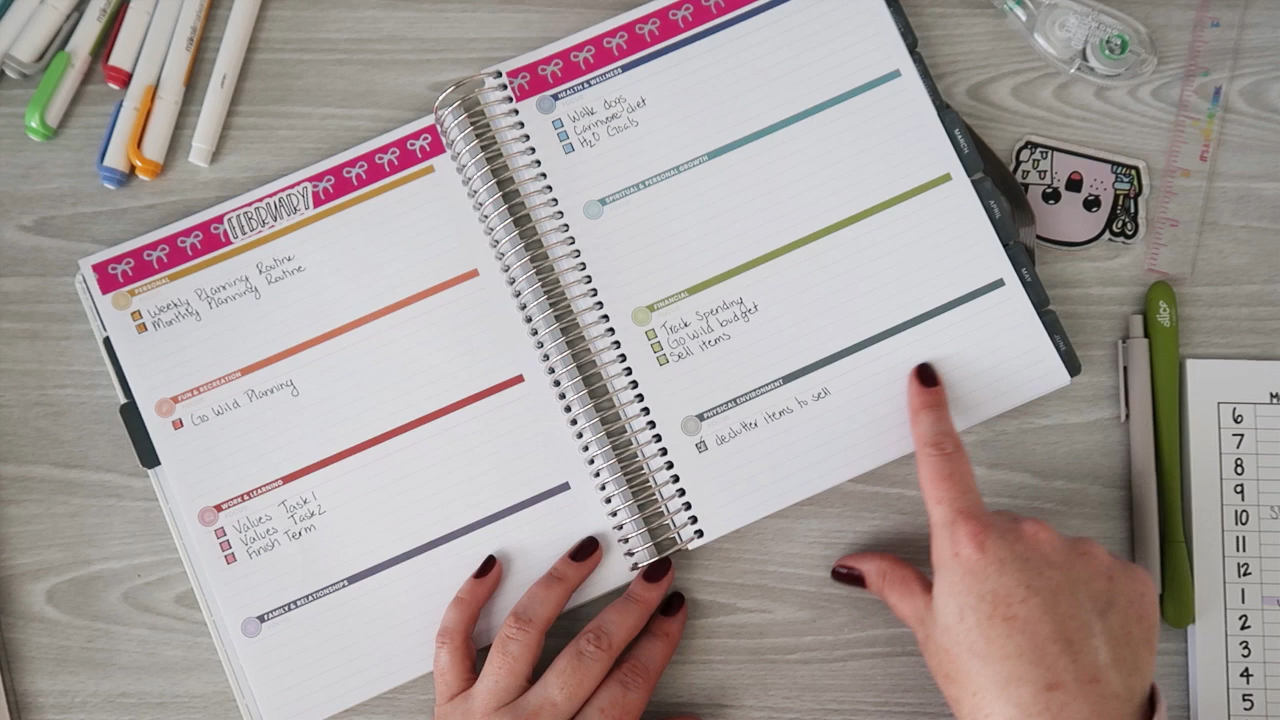 FEBRUARY
PERSONAL
Weekly Planning Routine
Monthly Planning Routine
FUN & RECREATION
Go Wild Planning
WORK & LEARNING
Values Task 1
Values Task 2
Finish Term
FAMILY & RELATIONSHIPS
HEALTH & WELLNESS
Walk dogs
Carnivore diet
H2O Goals
SPIRITUAL & PERSONAL GROWTH
FINANCIAL
Track Spending
Go Wild budget
Sell items
PHYSICAL ENVIRONMENT
declutter items to sell
MARCH
APRIL
MAY
JUNE
slice
6
7
8
9
10
11
12
1
2
3
4
5